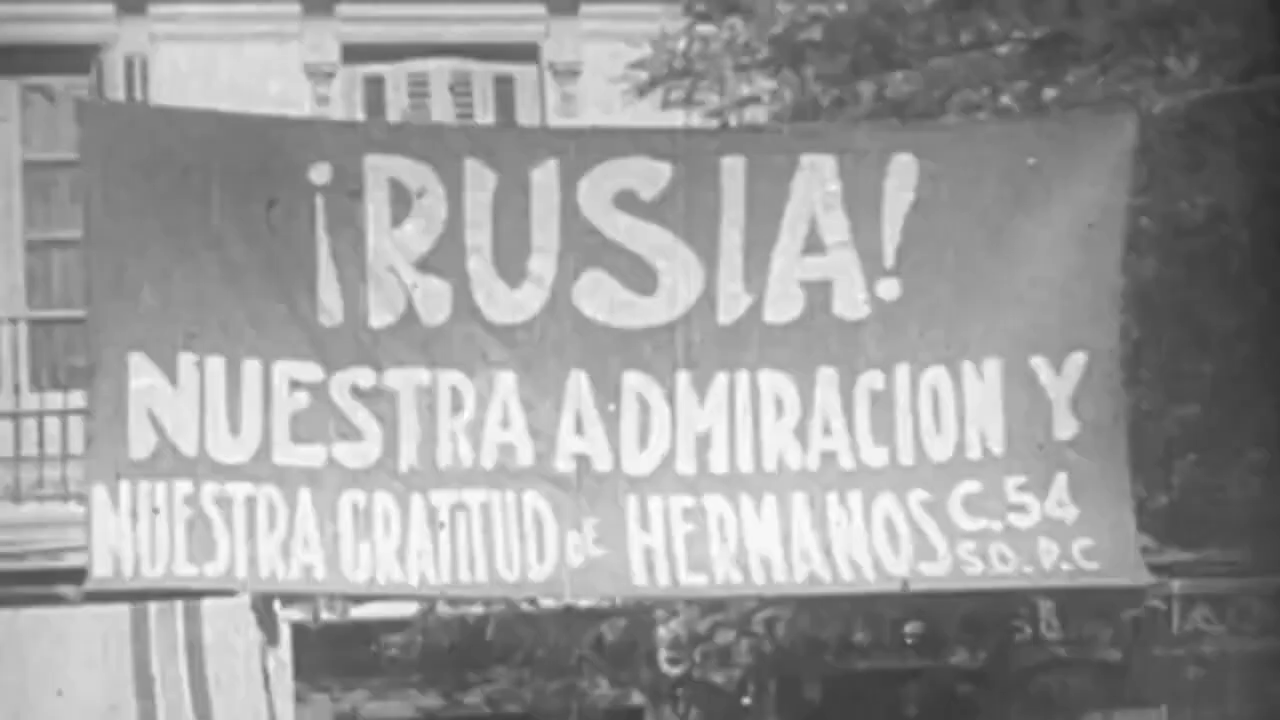 ¡RUSIA!
NUESTRA ADMIRACION Y
NUESTRA GRATITUD DE HERMANOS
C.54
S.O.P.C